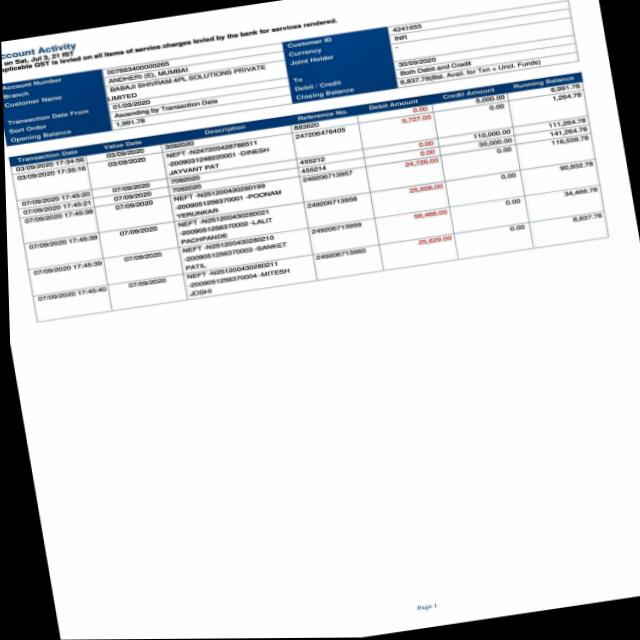 ccount Activity
on Sat, Jul 3, 21 IST
pplicable GST is levied on all items of service charges levied by the bank for services rendered.
Account Number 007663400000265 Customer ID 4241655
Branch ANDHERI (E), MUMBAI Currency INR
Customer Name BABAJI SHIVRAM 4PL SOLUTIONS PRIVATE LIMITED Joint Holder -
Transaction Date From 01/09/2020 To 30/09/2020
Sort Order Ascending by Transaction Date Debit / Credit Both Debit and Credit
Opening Balance 1,991.78 Closing Balance 8,837.78(Bal. Avail. for Txn + Uncl. Funds)
Transaction Date Value Date Description Reference No. Debit Amount Credit Amount Running Balance
03/09/2020 17:34:56 03/09/2020 3092020 883620 0.00 5,000.00 6,991.78
03/09/2020 17:35:16 03/09/2020 NEFT 247206476405 5,727.00 0.00 1,264.78
-DINESH
JAYVANT PAT
07/09/2020 17:45:20 07/09/2020 7092020 455212 0.00 110,000.00 111,264.78
07/09/2020 17:45:21 07/09/2020 7092020 455214 0.00 30,000.00 141,264.78
07/09/2020 17:45:38 07/09/2020 NEFT -N251200430280199 249206713957 24,726.00 0.00 116,538.78
-2009051256370001 -POONAM
YERUNKAR
07/09/2020 17:45:39 07/09/2020 NEFT -N251200430280021 249206713958 25,606.00 0.00 90,932.78
-2009051256370002 -LALIT
PACHPANDE
07/09/2020 17:45:39 07/09/2020 NEFT -N251200430280210 249206713959 56,466.00 0.00 34,466.78
-2009051256370003 -SANKET
PATIL
07/09/2020 17:45:40 07/09/2020 NEFT -N251200430280211 249206713960 25,629.00 0.00 8,837.78
-2009051256370004 -MITESH
JOSHI
Page 1